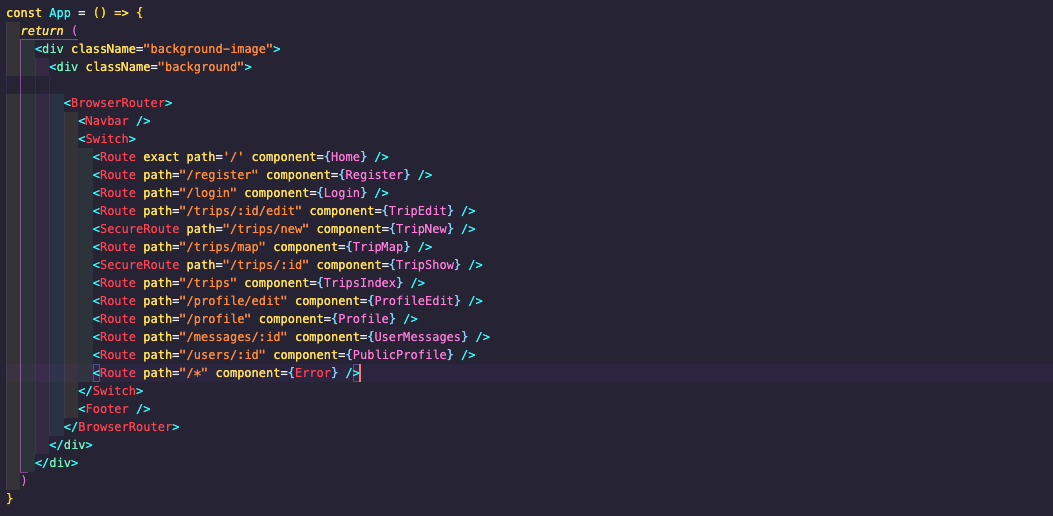 const App = () => {
  return (
    <div className="background-image">
      <div className="background">

        <BrowserRouter>
          <Navbar />
          <Switch>
            <Route exact path='/' component={Home} />
            <Route path="/register" component={Register} />
            <Route path="/login" component={Login} />
            <Route path="/trips/:id/edit" component={TripEdit} />
            <SecureRoute path="/trips/new" component={TripNew} />
            <Route path="/trips/map" component={TripMap} />
            <SecureRoute path="/trips/:id" component={TripShow} />
            <Route path="/trips" component={TripsIndex} />
            <Route path="/profile/edit" component={ProfileEdit} />
            <Route path="/profile" component={Profile} />
            <Route path="/messages/:id" component={UserMessages} />
            <Route path="/users/:id" component={PublicProfile} />
            <Route path="/*" component={Error} />
          </Switch>
          <Footer />
        </BrowserRouter>
      </div>
    </div>
  )
}